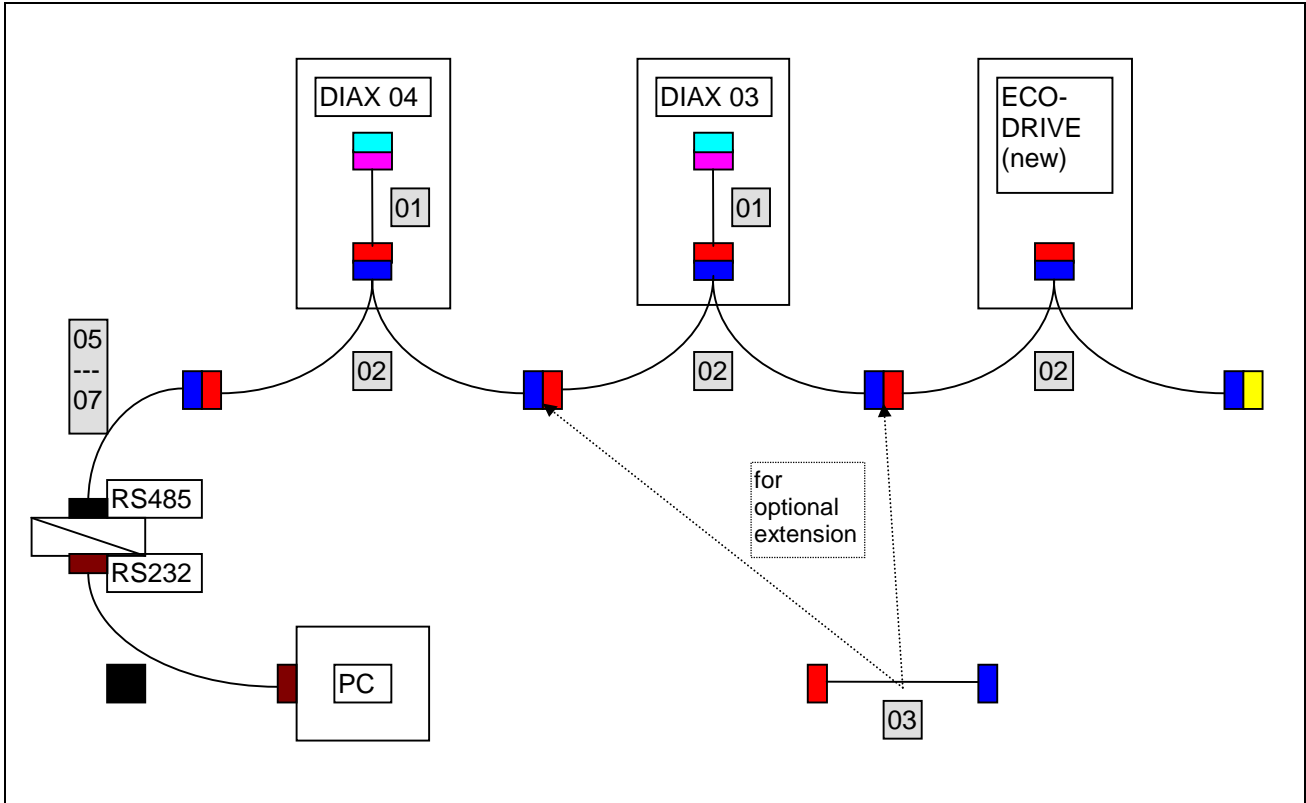 DIAX 04
DIAX 03
ECO-
DRIVE
(new)
01
01
05
---
07
02
02
02
RS485
for
optional
extension
RS232
PC
03